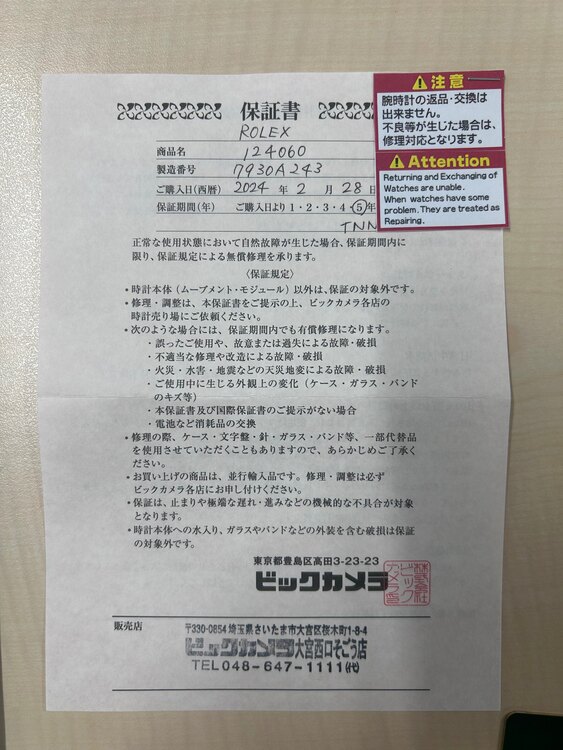 保証書
ROLEX
商品名 124060
製造番号 7930A243
ご購入日(西暦) 2024 年 2 月 28 日
保証期間(年) ご購入日より 1・2・3・4・⑤年
TNN
正常な使用状態において自然故障が生じた場合、保証期間内に
限り、保証規定による無償修理を承ります。
〈保証規定〉
・時計本体(ムーブメント・モジュール)以外は、保証の対象外です。
・修理・調整は、本保証書をご提示の上、ビックカメラ各店の
時計売り場にご依頼ください。
・次のような場合には、保証期間内でも有償修理になります。
・誤ったご使用や、故意または過失による故障・破損
・不適当な修理や改造による故障・破損
・火災・水害・地震などの天災地変による故障・破損
・ご使用中に生じる外観上の変化(ケース・ガラス・バンド
のキズ等)
・本保証書及び国際保証書のご提示がない場合
・電池など消耗品の交換
・修理の際、ケース・文字盤・針・ガラス・バンド等、一部代替品
を使用させていただくこともありますので、あらかじめご了承く
ださい。
・お買い上げの商品は、並行輸入品です。修理・調整は必ず
ビックカメラ各店にお申し付けください。
・保証は、止まりや極端な遅れ・進みなどの機械的な不具合が対象
となります。
・時計本体への水入り、ガラスやバンドなどの外装を含む破損は保証
の対象外です。
東京都豊島区高田3-23-23
ビックカメラ
株式会社
ビック
カメラ印
販売店
〒330-0854 埼玉県さいたま市大宮区桜木町1-8-4
ビックカメラ大宮西口そごう店
TEL048-647-1111(代)
注意
腕時計の返品・交換は
出来ません。
不良等が生じた場合は、
修理対応となります。
Attention
Returning and Exchanging of
Watches are unable.
When watches have some
problem. They are treated as
Repairing.